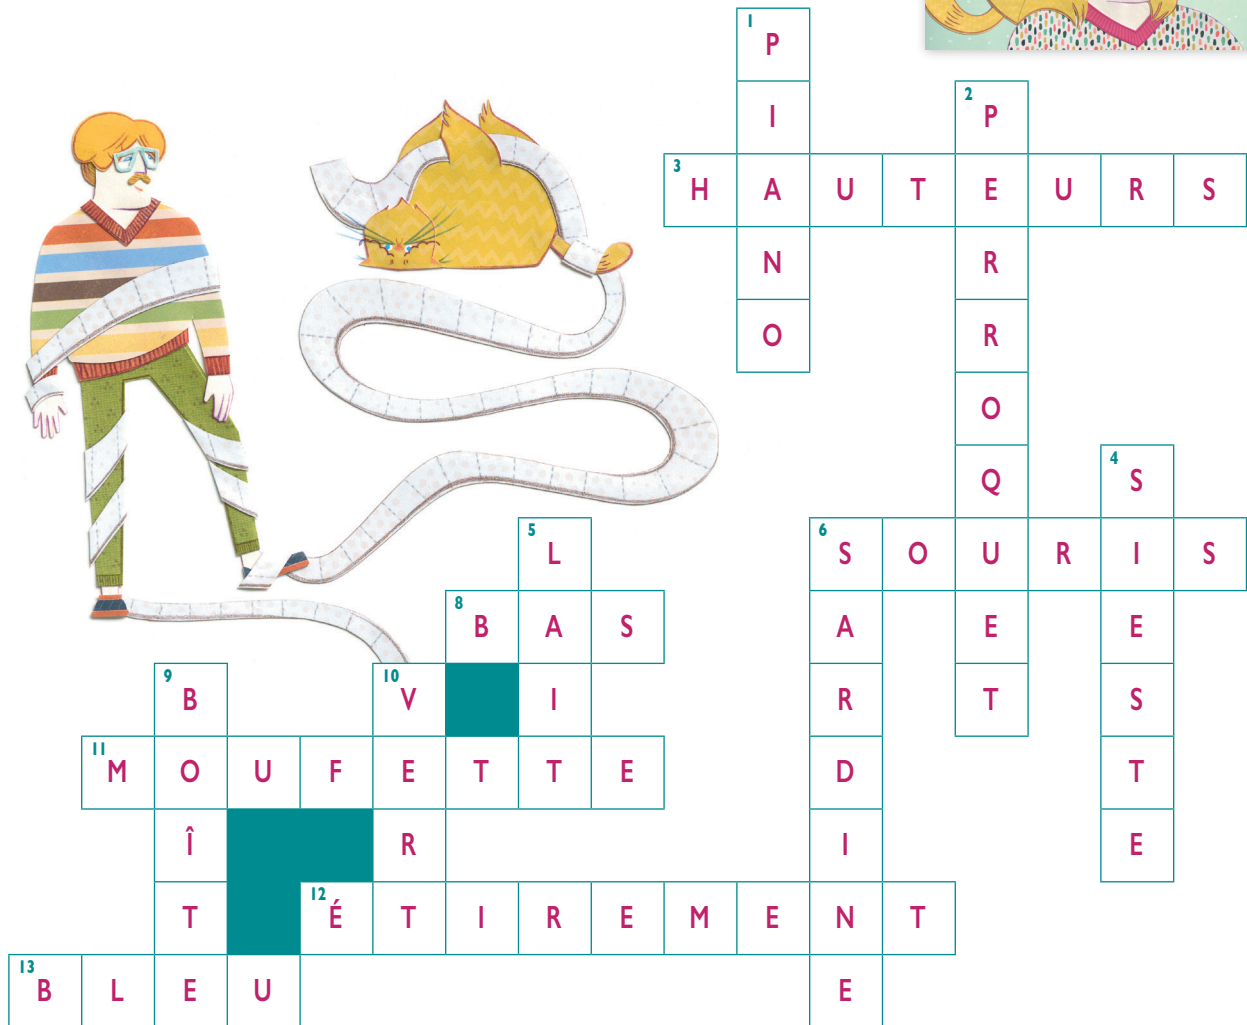 1 P
I 2 P
3 H A U T E U R S
N R
O R
O
Q 4 S
5 L 6 S O U R I S
8 B A S A E E
9 B 10 V I R T S
11 M O U F E T T E D T
Î R I E
T 12 É T I R E M E N T
13 B L E U E